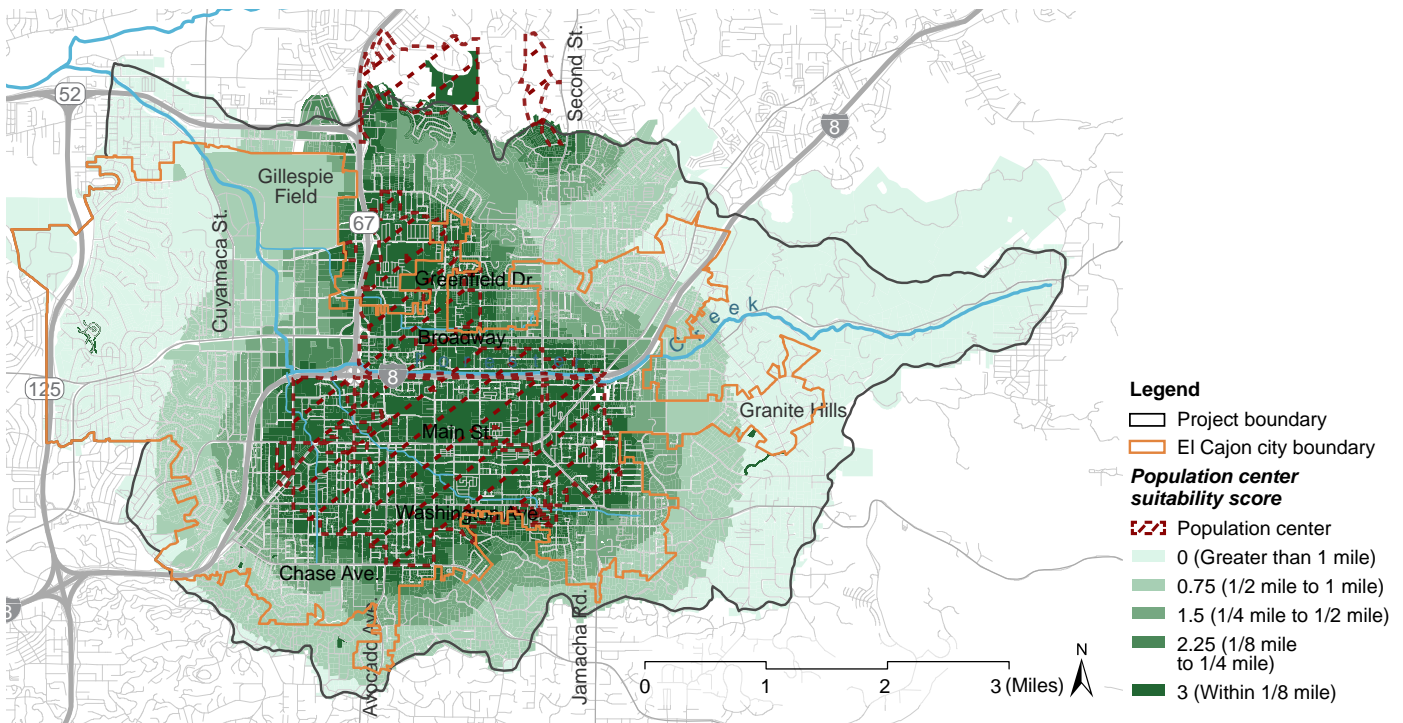 52
Second St.
8
Gillespie
Field
Cuyamaca St.
67
Greenfield Dr
Creek
Broadway
125
8
Granite Hills
Main St.
Chase Ave.
8
Avocado Ave.
Jamacha Rd.
0 1 2 3 (Miles)
N
Legend
Project boundary
El Cajon city boundary
Population center
suitability score
Population center
0 (Greater than 1 mile)
0.75 (1/2 mile to 1 mile)
1.5 (1/4 mile to 1/2 mile)
2.25 (1/8 mile
to 1/4 mile)
3 (Within 1/8 mile)